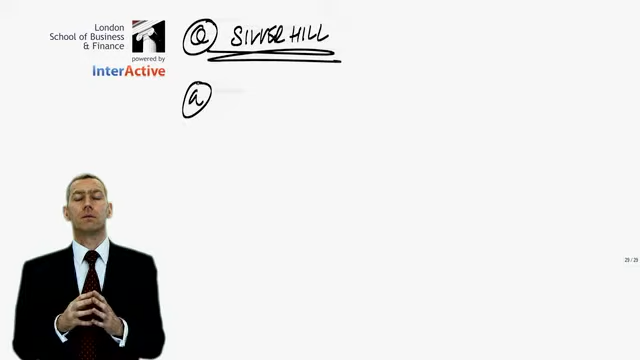 London
School of Business
& Finance
powered by
InterActive
Q SILVER HILL
a
29 / 29